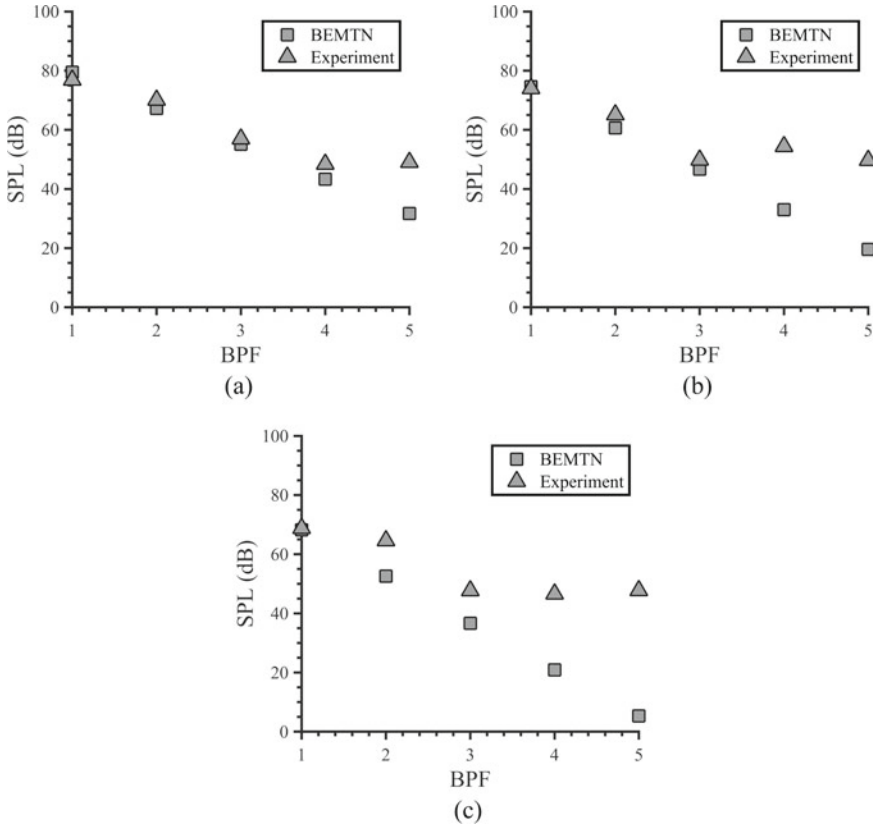 100
80
60
40
20
0
SPL (dB)
BEMTN
Experiment
1 2 3 4 5
BPF
(a)
100
80
60
40
20
0
SPL (dB)
BEMTN
Experiment
1 2 3 4 5
BPF
(b)
100
80
60
40
20
0
SPL (dB)
BEMTN
Experiment
1 2 3 4 5
BPF
(c)